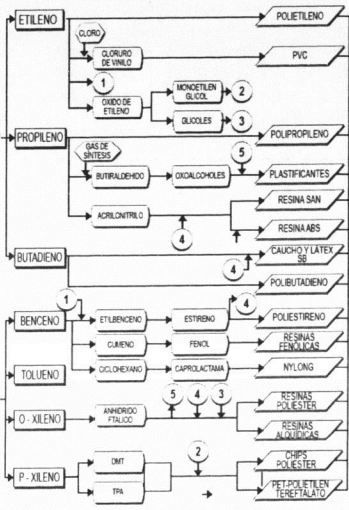 ETILENO
POLIETILENO
CLORO
CLORURO
DE VINILO
PVC
1
OXIDO DE
ETILENO
MONOETILEN
GLICOL
2
GLICOLES
3
PROPILENO
POLIPROPILENO
GAS DE
SÍNTESIS
5
BUTIRALDEHIDO
OXOALCOHOLES
PLASTIFICANTES
ACRILONITRILO
RESINA SAN
4
RESINA ABS
BUTADIENO
4
CAUCHO Y LÁTEX
SB
POLIBUTADIENO
1
4
BENCENO
ETILBENCENO
ESTIRENO
POLIESTIRENO
CUMENO
FENOL
RESINAS
FENÓLICAS
TOLUENO
CICLOHEXANO
CAPROLACTAMA
NYLONG
O - XILENO
ANHIDRIDO
FTALICO
5
4
3
RESINAS
POLIESTER
RESINAS
ALQUÍDICAS
P - XILENO
DMT
2
CHIPS
POLIESTER
TPA
PET-POLIETILEN
TEREFTALATO